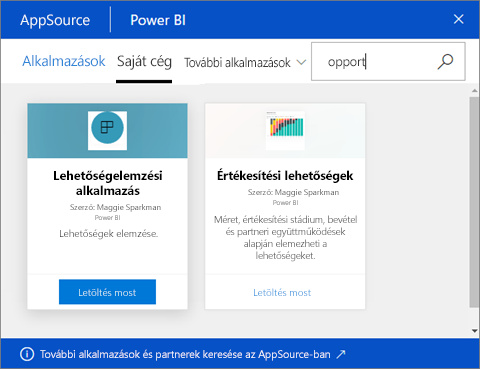 AppSource
Power BI
Alkalmazások
Saját cég
További alkalmazások
opport
Lehetőségelemzési
alkalmazás
Szerző: Maggie Sparkman
Power BI
Lehetőségek elemzése.
Letöltés most
Értékesítési lehetőségek
Szerző: Maggie Sparkman
Power BI
Méret, értékesítési stádium, bevétel
és partneri együttműködések
alapján elemezheti a
lehetőségeket.
Letöltés most
További alkalmazások és partnerek keresése az AppSource-ban